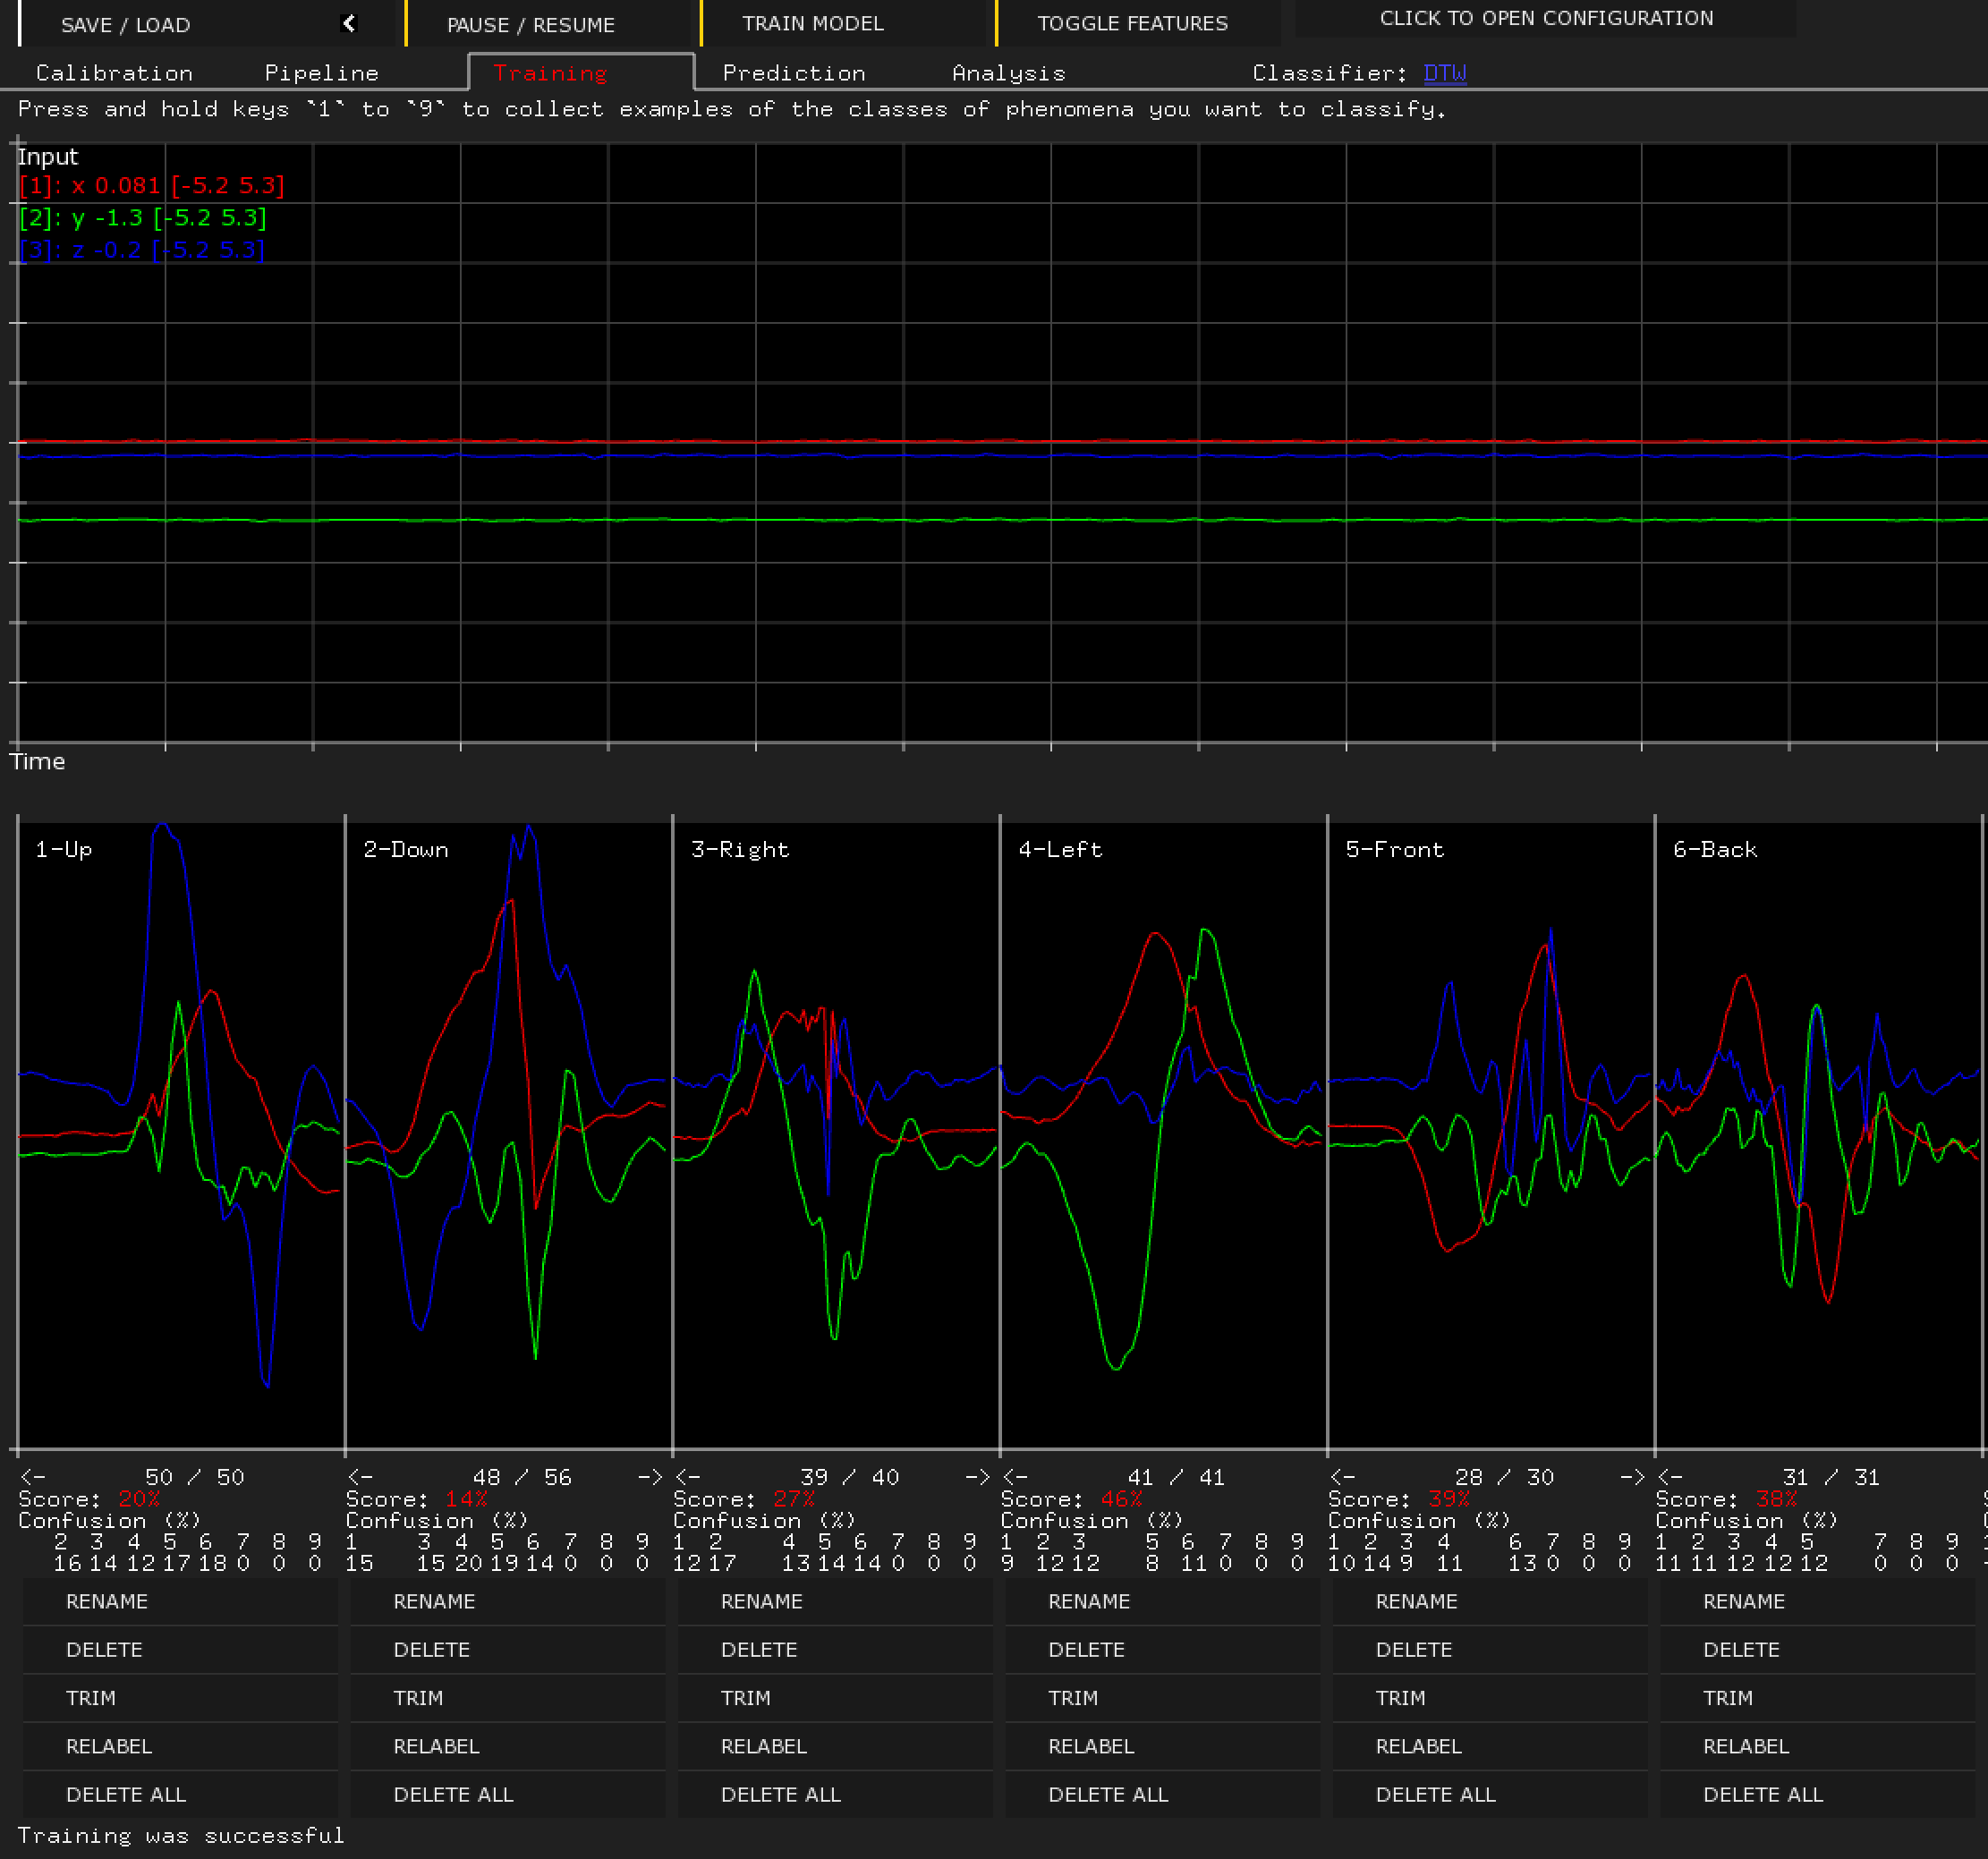 SAVE / LOAD < PAUSE / RESUME TRAIN MODEL TOGGLE FEATURES CLICK TO OPEN CONFIGURATION
Calibration Pipeline Training Prediction Analysis Classifier: DTW
Press and hold keys `1` to `9` to collect examples of the classes of phenomena you want to classify.
Input
[1]: x 0.081 [-5.2 5.3]
[2]: y -1.3 [-5.2 5.3]
[3]: z -0.2 [-5.2 5.3]
Time
1-Up 2-Down 3-Right 4-Left 5-Front 6-Back
<- 50 / 50 <- 48 / 56 -> <- 39 / 40 -> <- 41 / 41 <- 28 / 30 -> <- 31 / 31
Score: 20% Score: 14% Score: 27% Score: 46% Score: 39% Score: 38%
Confusion (%) Confusion (%) Confusion (%) Confusion (%) Confusion (%) Confusion (%)
2 3 4 5 6 7 8 9 1 3 4 5 6 7 8 9 1 2 4 5 6 7 8 9 1 2 3 5 6 7 8 9 1 2 3 4 6 7 8 9 1 2 3 4 5 7 8 9
16 14 12 17 18 0 0 0 15 15 20 19 14 0 0 0 12 17 13 14 14 0 0 0 9 12 12 8 11 0 0 0 10 14 9 11 13 0 0 0 11 11 12 12 12 0 0 0
RENAME RENAME RENAME RENAME RENAME RENAME
DELETE DELETE DELETE DELETE DELETE DELETE
TRIM TRIM TRIM TRIM TRIM TRIM
RELABEL RELABEL RELABEL RELABEL RELABEL RELABEL
DELETE ALL DELETE ALL DELETE ALL DELETE ALL DELETE ALL DELETE ALL
Training was successful